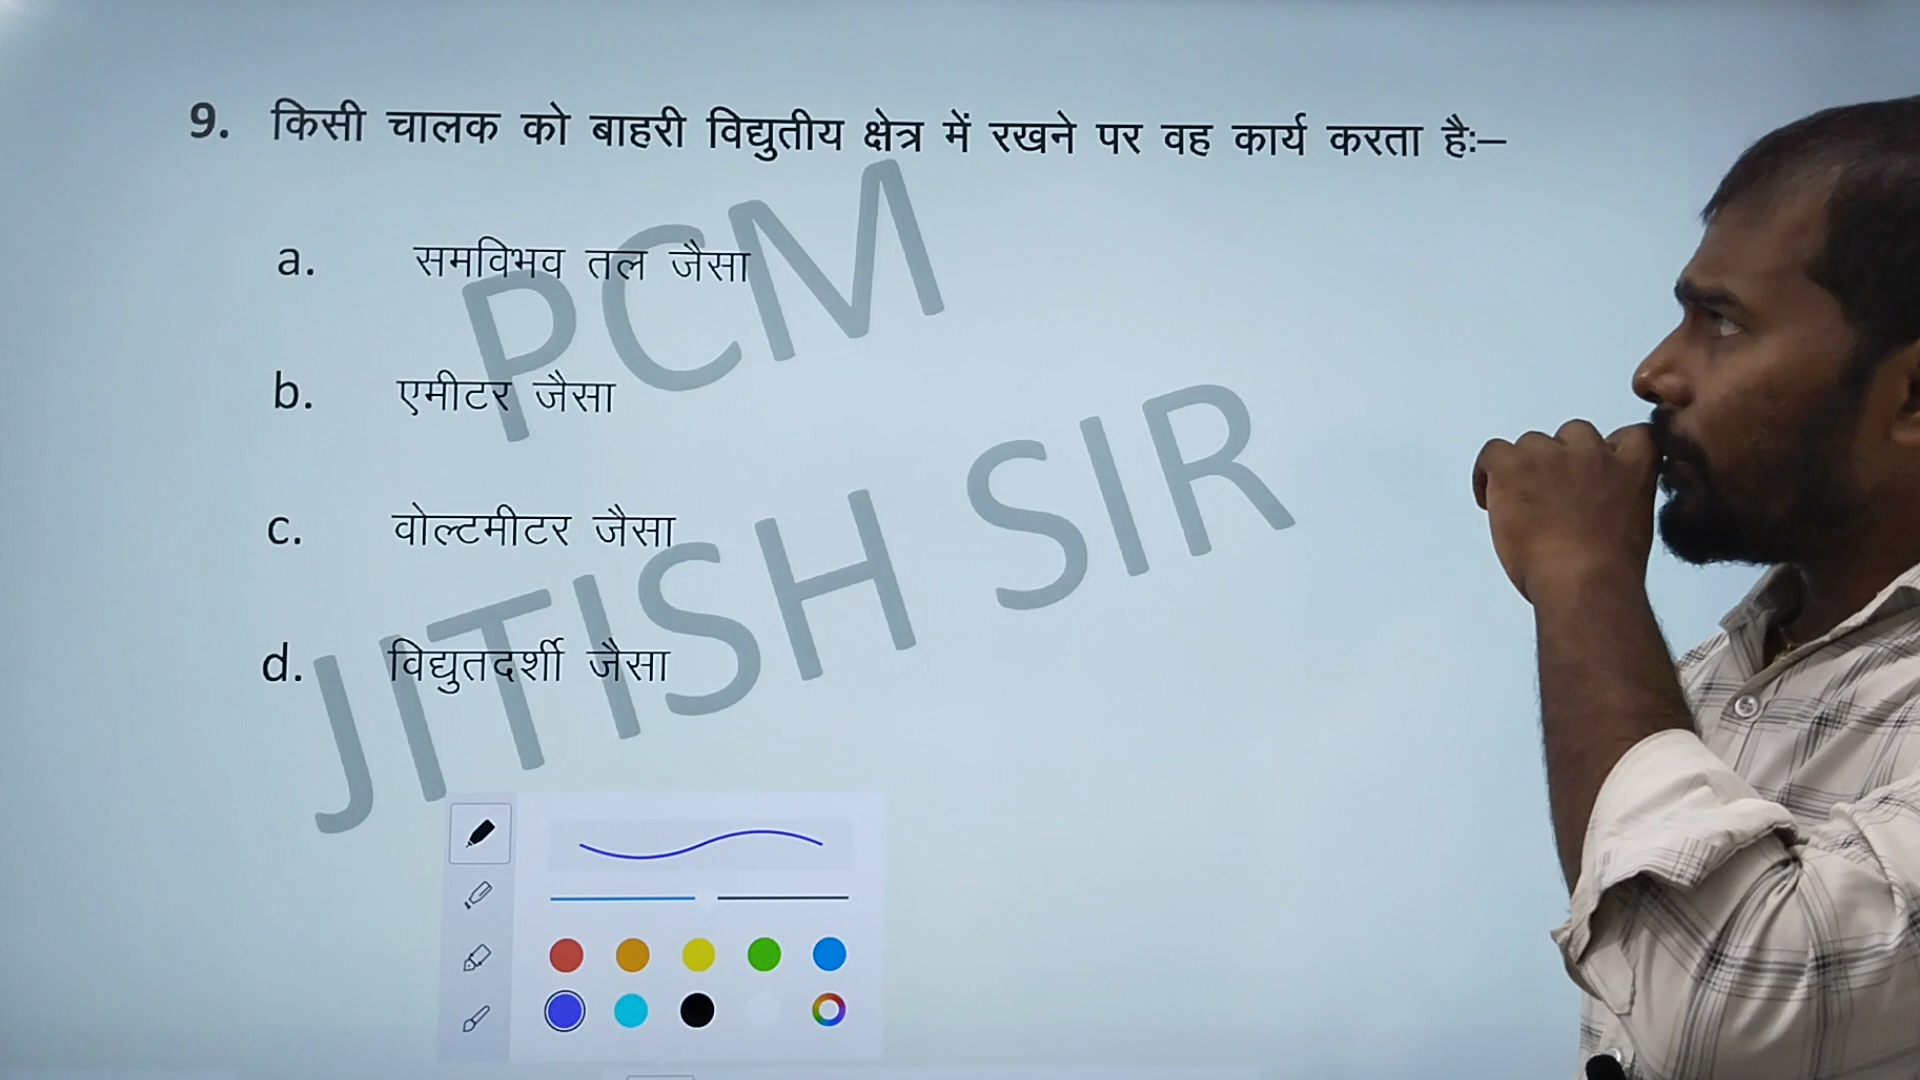 9. किसी चालक को बाहरी विद्युतीय क्षेत्र में रखने पर वह कार्य करता हैः–
a. समविभव तल जैसा
b. एमीटर जैसा
c. वोल्टमीटर जैसा
d. विद्युतदर्शी जैसा
PCM
JITISH SIR